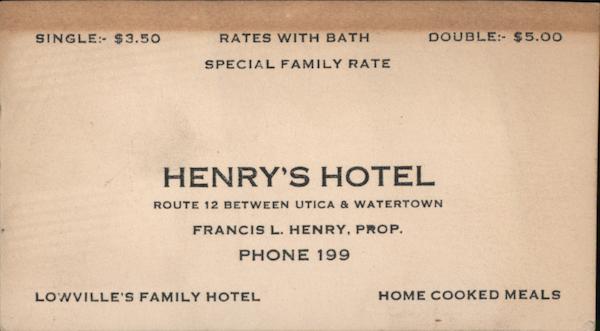 SINGLE:- $3.50 RATES WITH BATH DOUBLE:- $5.00
SPECIAL FAMILY RATE
HENRY'S HOTEL
ROUTE 12 BETWEEN UTICA & WATERTOWN
FRANCIS L. HENRY, PROP.
PHONE 199
LOWVILLE'S FAMILY HOTEL HOME COOKED MEALS